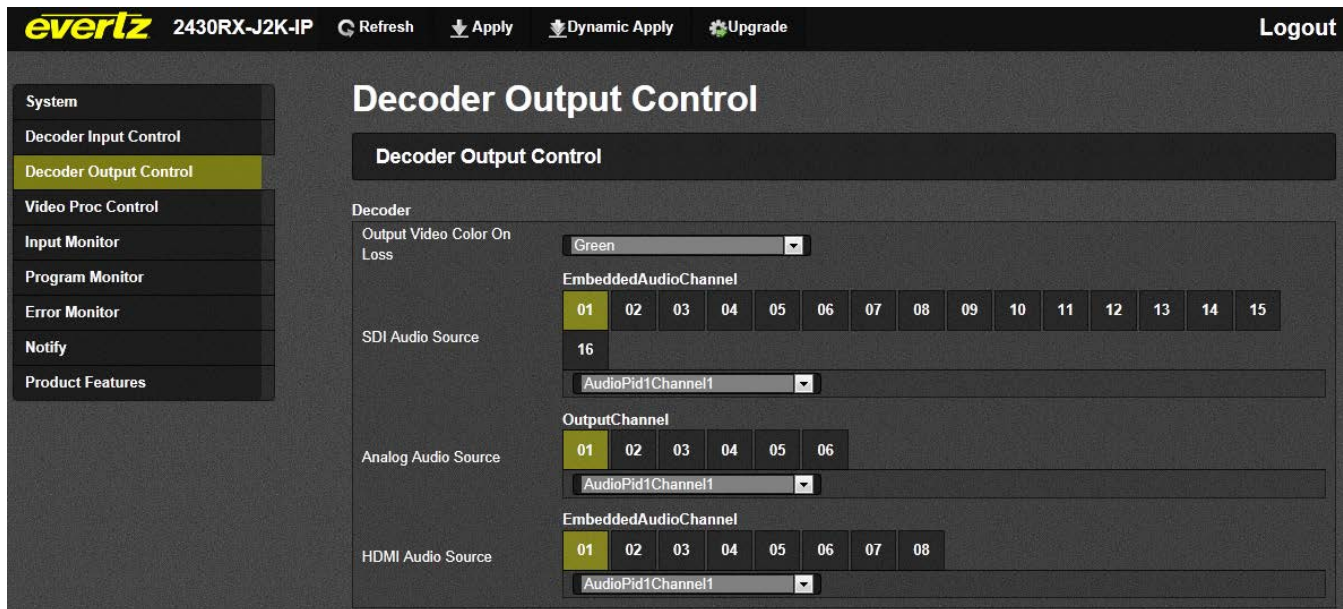 evertz 2430RX-J2K-IP Refresh Apply Dynamic Apply Upgrade Logout
System
Decoder Input Control
Decoder Output Control
Video Proc Control
Input Monitor
Program Monitor
Error Monitor
Notify
Product Features
Decoder Output Control
Decoder Output Control
Decoder
Output Video Color On
Loss
Green
EmbeddedAudioChannel
SDI Audio Source
01 02 03 04 05 06 07 08 09 10 11 12 13 14 15
16
AudioPid1Channel1
OutputChannel
Analog Audio Source
01 02 03 04 05 06
AudioPid1Channel1
EmbeddedAudioChannel
HDMI Audio Source
01 02 03 04 05 06 07 08
AudioPid1Channel1